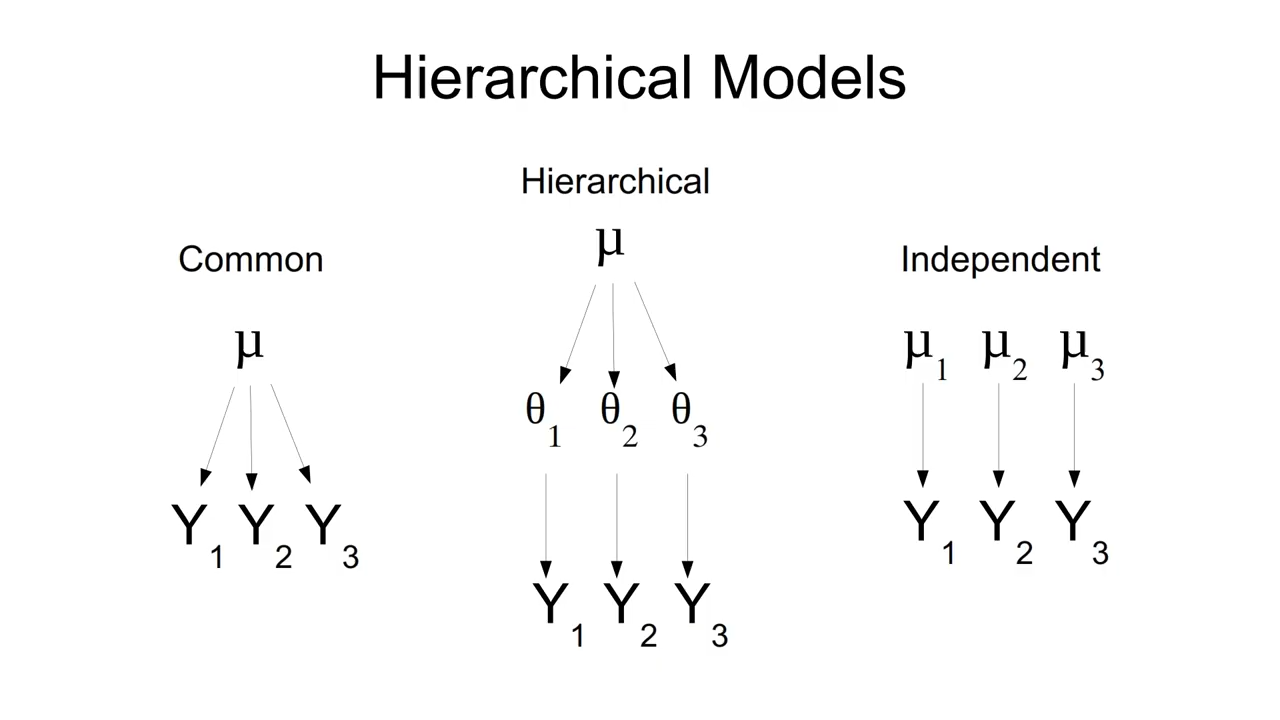 Hierarchical Models
Common
μ
Y1 Y2 Y3
Hierarchical
μ
θ1 θ2 θ3
Y1 Y2 Y3
Independent
μ1 μ2 μ3
Y1 Y2 Y3